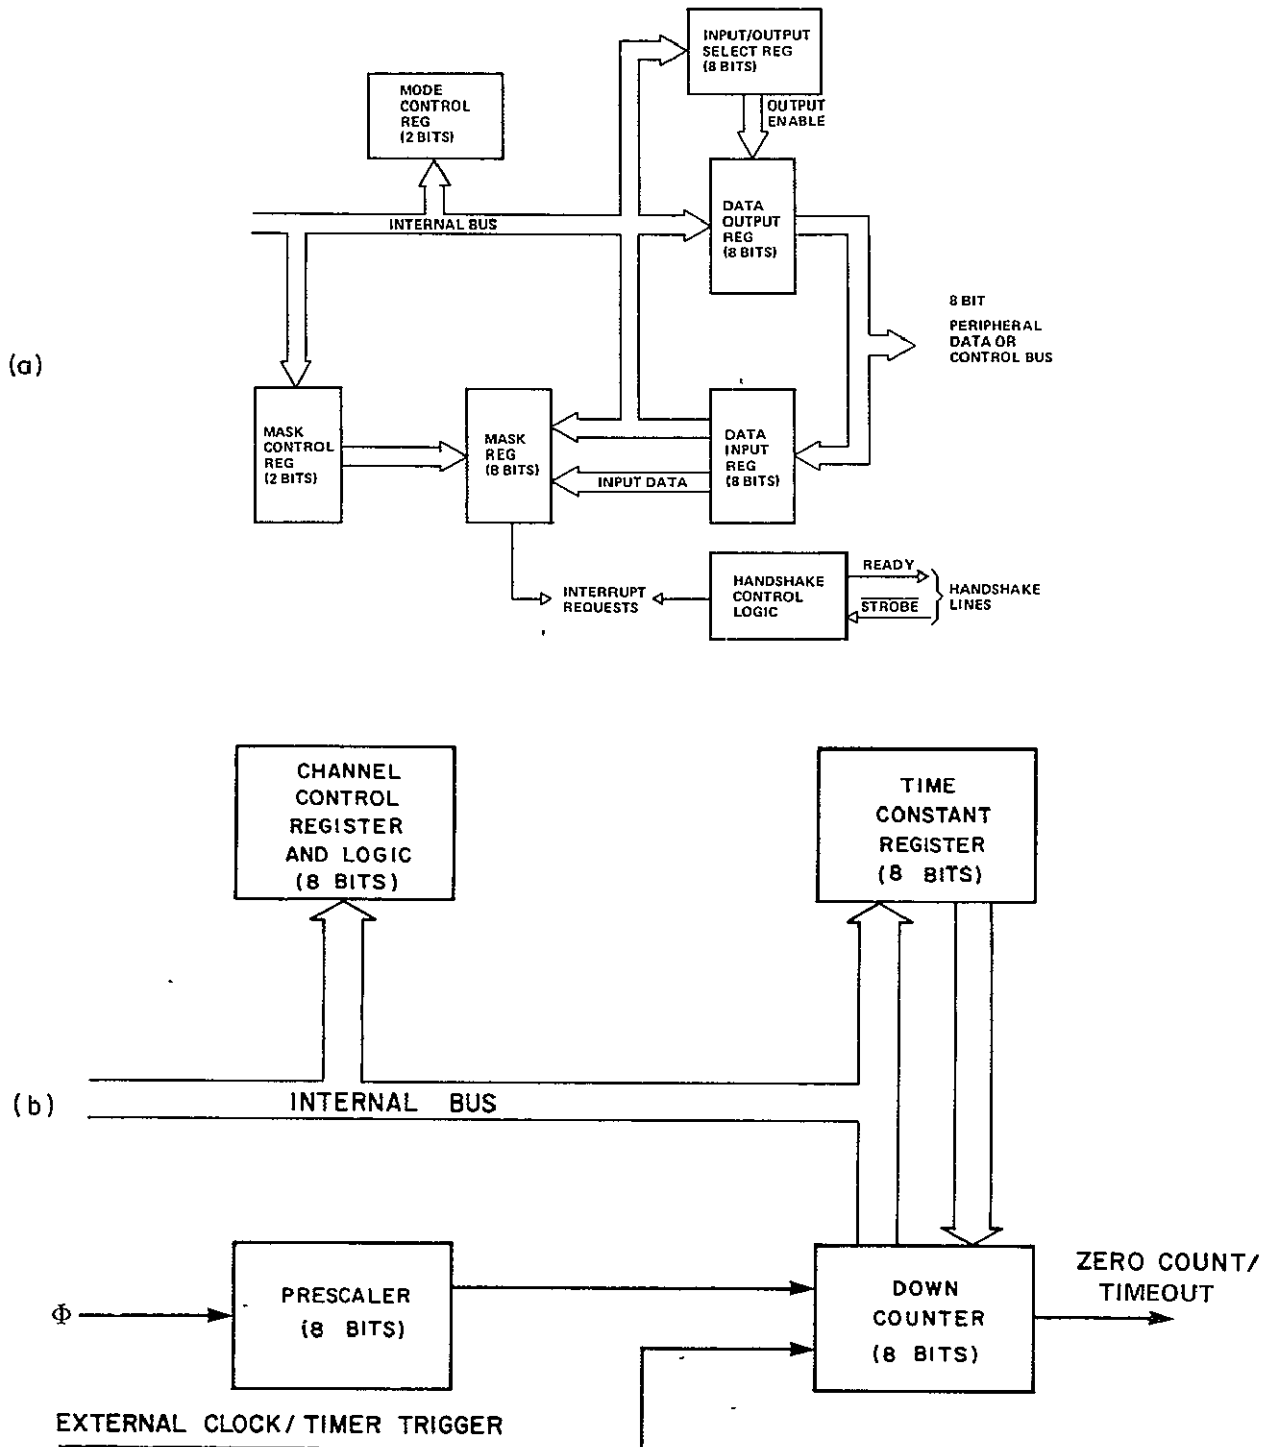 INPUT/OUTPUT
SELECT REG
(8 BITS)
MODE
CONTROL
REG
(2 BITS)
OUTPUT
ENABLE
DATA
OUTPUT
REG
(8 BITS)
INTERNAL BUS
8 BIT
PERIPHERAL
DATA OR
CONTROL BUS
(a)
MASK
CONTROL
REG
(2 BITS)
MASK
REG
(8 BITS)
DATA
INPUT
REG
(8 BITS)
INPUT DATA
INTERRUPT
REQUESTS
HANDSHAKE
CONTROL
LOGIC
READY
STROBE
HANDSHAKE
LINES
CHANNEL
CONTROL
REGISTER
AND LOGIC
(8 BITS)
TIME
CONSTANT
REGISTER
(8 BITS)
(b)
INTERNAL BUS
Φ
PRESCALER
(8 BITS)
DOWN
COUNTER
(8 BITS)
ZERO COUNT/
TIMEOUT
EXTERNAL CLOCK/TIMER TRIGGER